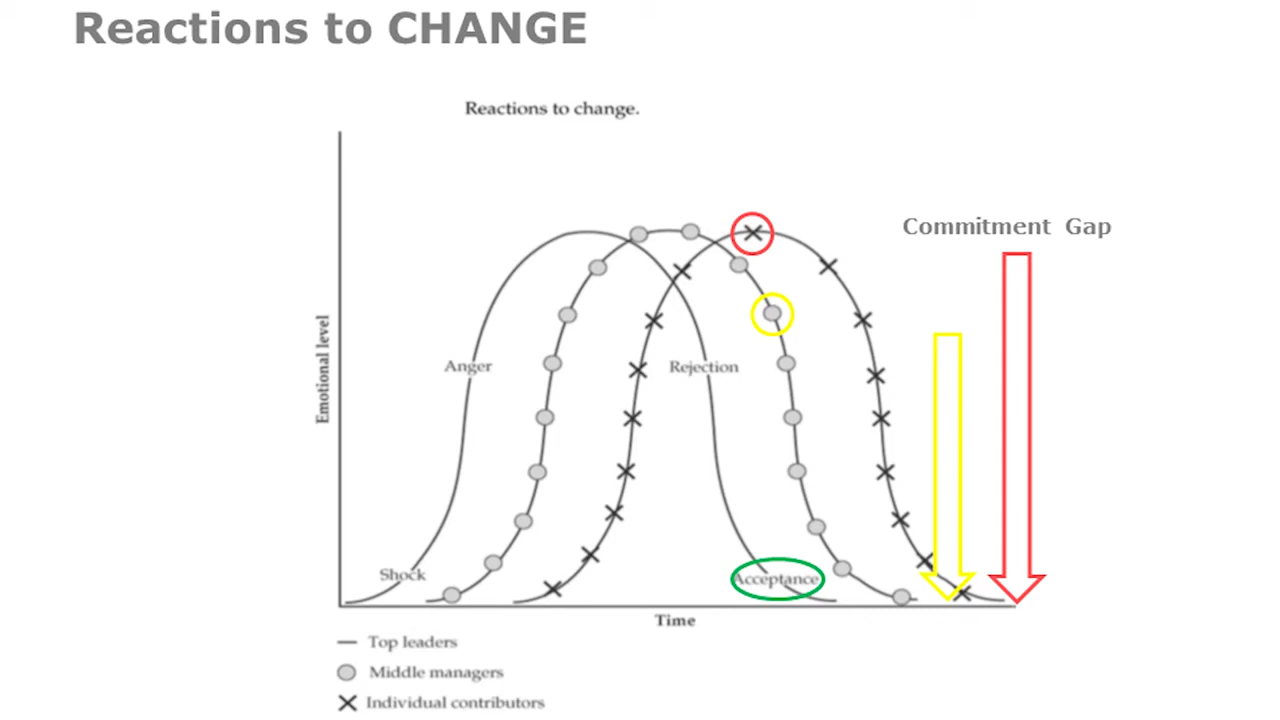 Reactions to CHANGE
Reactions to change.
Commitment Gap
Emotional level
Anger
Rejection
Shock
Acceptance
Time
Top leaders
Middle managers
Individual contributors